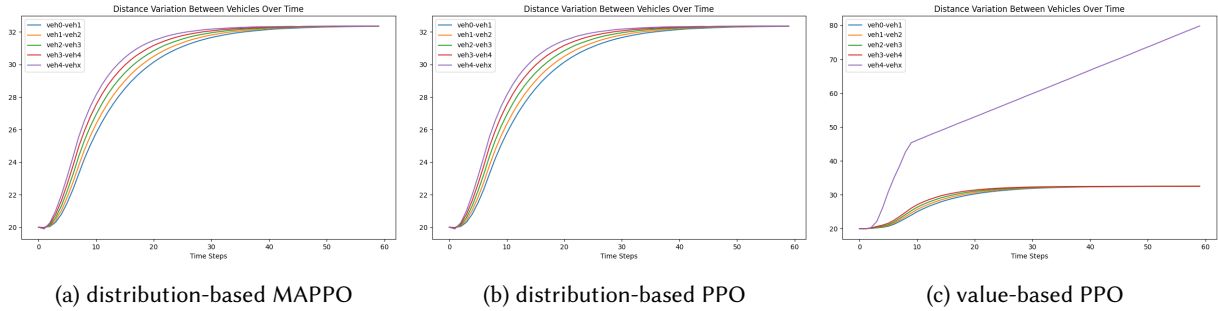 Distance Variation Between Vehicles Over Time
veh0-veh1
veh1-veh2
veh2-veh3
veh3-veh4
veh4-vehx
32
30
28
26
24
22
20
0 10 20 30 40 50 60
Time Steps
(a) distribution-based MAPPO
Distance Variation Between Vehicles Over Time
veh0-veh1
veh1-veh2
veh2-veh3
veh3-veh4
veh4-vehx
32
30
28
26
24
22
20
0 10 20 30 40 50 60
Time Steps
(b) distribution-based PPO
Distance Variation Between Vehicles Over Time
veh0-veh1
veh1-veh2
veh2-veh3
veh3-veh4
veh4-vehx
80
70
60
50
40
30
20
0 10 20 30 40 50 60
Time Steps
(c) value-based PPO